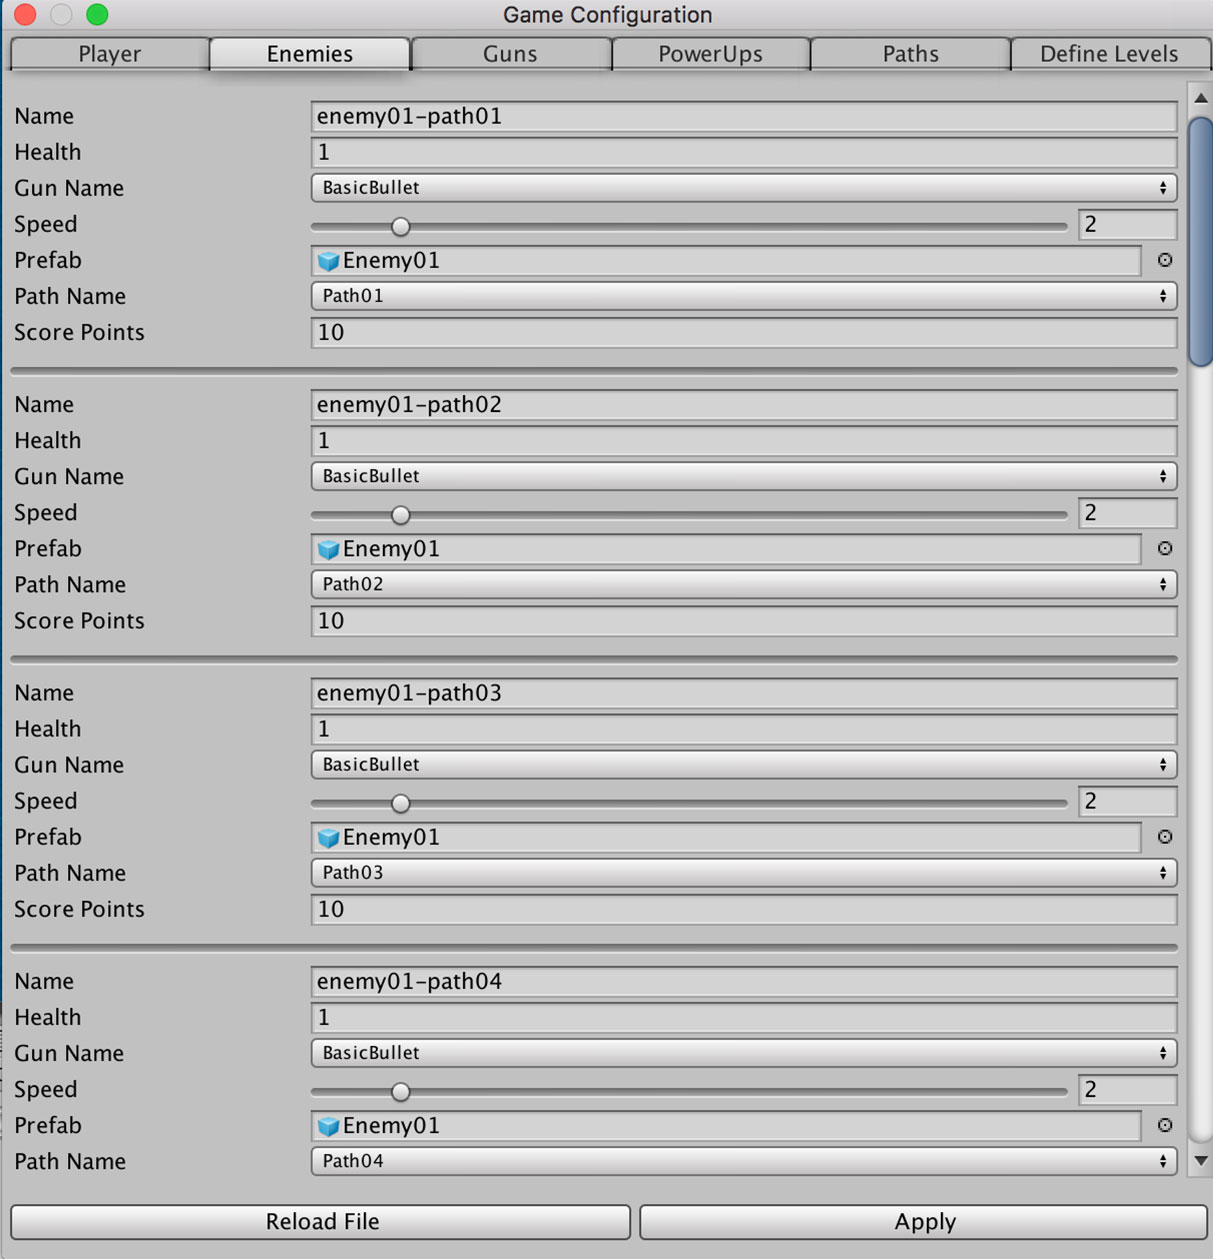 Game Configuration
Player Enemies Guns PowerUps Paths Define Levels
Name enemy01-path01
Health 1
Gun Name BasicBullet
Speed 2
Prefab Enemy01
Path Name Path01
Score Points 10
Name enemy01-path02
Health 1
Gun Name BasicBullet
Speed 2
Prefab Enemy01
Path Name Path02
Score Points 10
Name enemy01-path03
Health 1
Gun Name BasicBullet
Speed 2
Prefab Enemy01
Path Name Path03
Score Points 10
Name enemy01-path04
Health 1
Gun Name BasicBullet
Speed 2
Prefab Enemy01
Path Name Path04
Reload File Apply